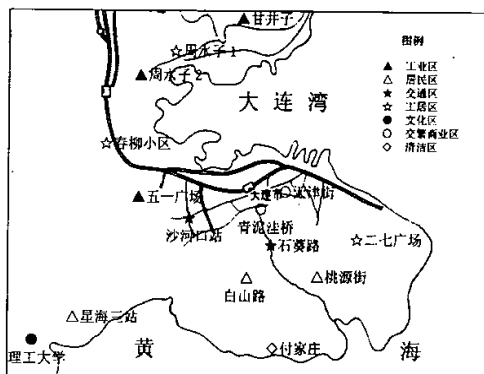 甘井子
周水子1
周水子2
大连湾
春柳小区
五一广场
大连市
天津街
沙河口站
青泥洼桥
石葵路
二七广场
白山路
桃源街
星海三站
理工大学
黄
海
付家庄
图例
工业区
居民区
交通区
工居区
文化区
交繁商业区
清洁区